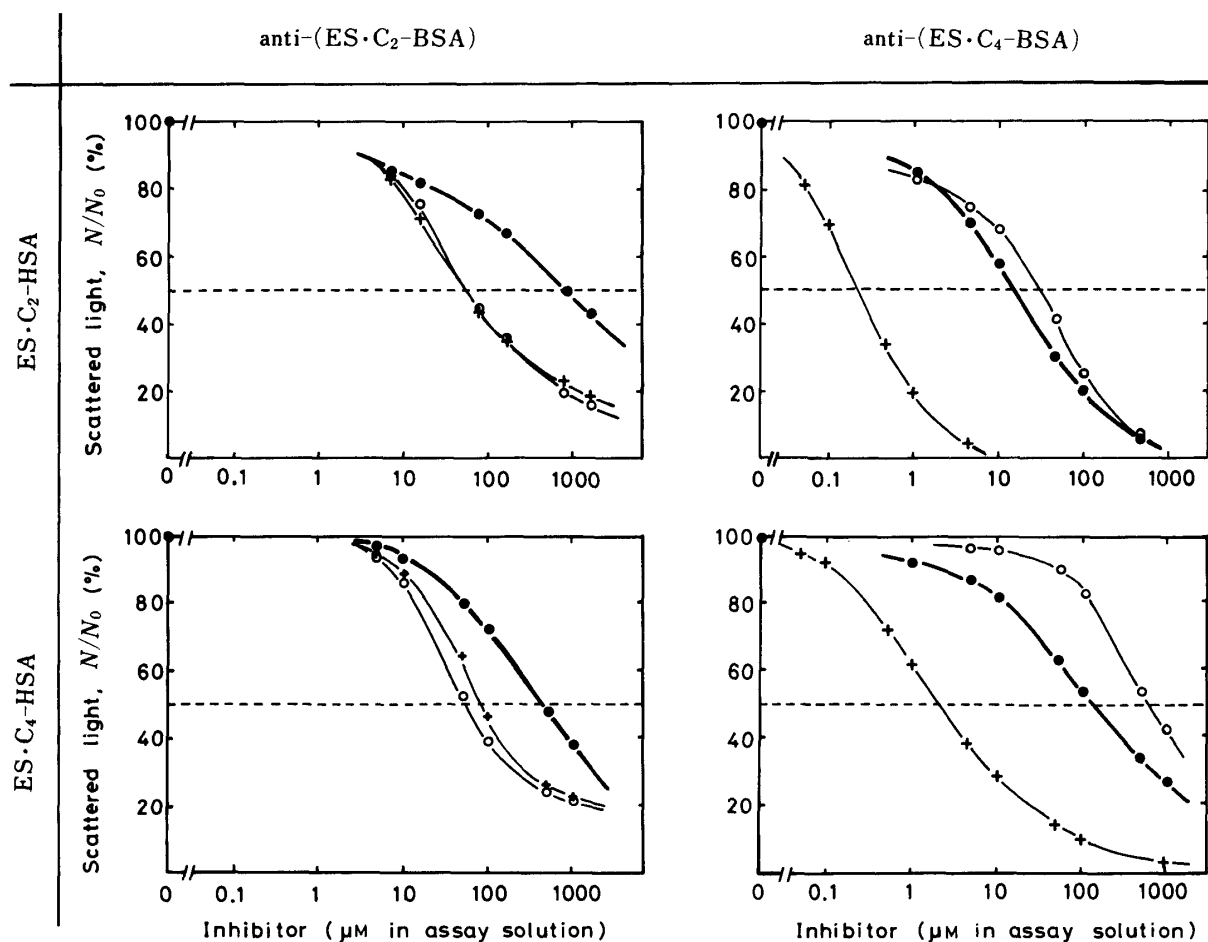 anti-(ES·C₂-BSA)
anti-(ES·C₄-BSA)
ES·C₂-HSA
Scattered light, N/N₀ (%)
100
80
60
40
20
0
0 0.1 1 10 100 1000
100
80
60
40
20
0
0 0.1 1 10 100 1000
ES·C₄-HSA
Scattered light, N/N₀ (%)
100
80
60
40
20
0
0 0.1 1 10 100 1000
Inhibitor (μM in assay solution)
100
80
60
40
20
0
0 0.1 1 10 100 1000
Inhibitor (μM in assay solution)